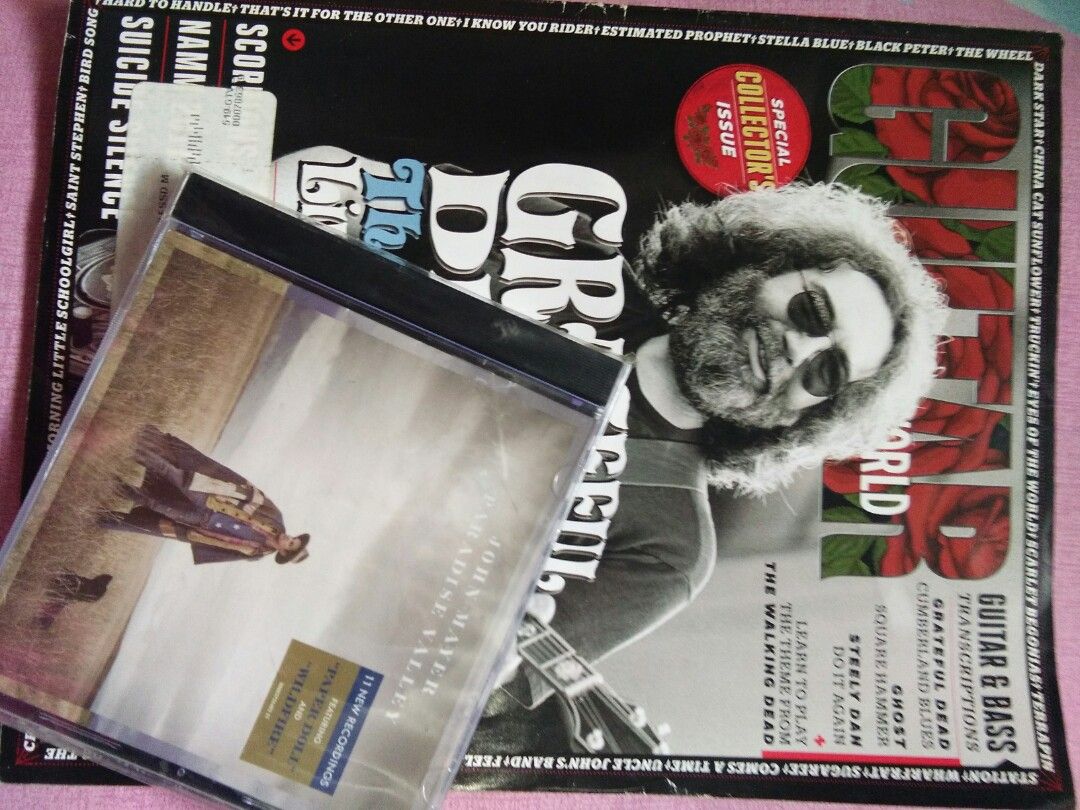 HARD TO HANDLE† THAT'S IT FOR THE OTHER ONE† I KNOW YOU RIDER† ESTIMATED PROPHET† STELLA BLUE† BLACK PETER† THE WHEEL
DARK STAR† CHINA CAT SUNFLOWER† TRUCKIN'† EYES OF THE WORLD† SCARLET BEGONIAS† TERRAPIN
STATION† WHARF RAT† SUGAREE† COMES A TIME† UNCLE JOHN'S BAND† FEEL
MORNING LITTLE SCHOOLGIRL† SAINT STEPHEN† BIRD SONG
GUITAR
WORLD
SPECIAL
COLLECTOR'S
ISSUE
GUITAR & BASS
TRANSCRIPTIONS
GRATEFUL DEAD
CUMBERLAND BLUES
GHOST
SQUARE HAMMER
STEELY DAN
DO IT AGAIN
+
LEARN TO PLAY
THE THEME FROM
THE WALKING DEAD
GRATEFUL
SUICIDE SILENCE
JOHN MAYER
PARADISE VALLEY
11 NEW RECORDINGS
FEATURING
"PAPER DOLL"
AND
"WILDFIRE"